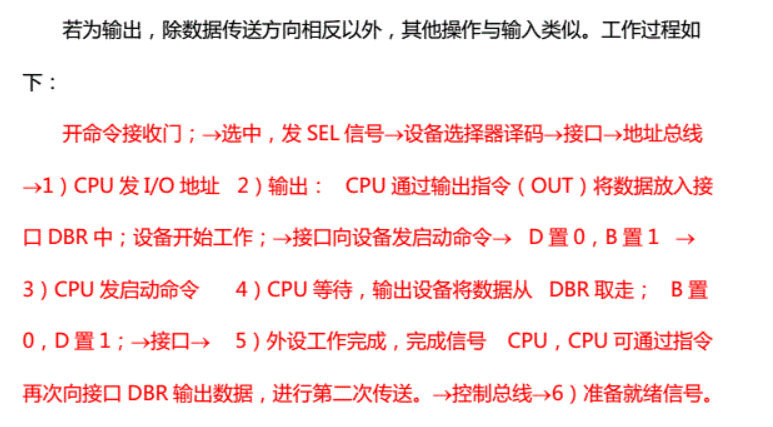 若为输出，除数据传送方向相反以外，其他操作与输入类似。工作过程如
下：
开命令接收门；→选中，发 SEL 信号→设备选择器译码→接口→地址总线
→1）CPU 发 I/O 地址 2）输出： CPU 通过输出指令（OUT）将数据放入接
口 DBR 中；设备开始工作；→接口向设备发启动命令→ D 置 0，B 置 1 →
3）CPU 发启动命令 4）CPU 等待，输出设备将数据从 DBR 取走； B 置
0，D 置 1；→接口→ 5）外设工作完成，完成信号 CPU，CPU 可通过指令
再次向接口 DBR 输出数据，进行第二次传送。→控制总线→6）准备就绪信号。